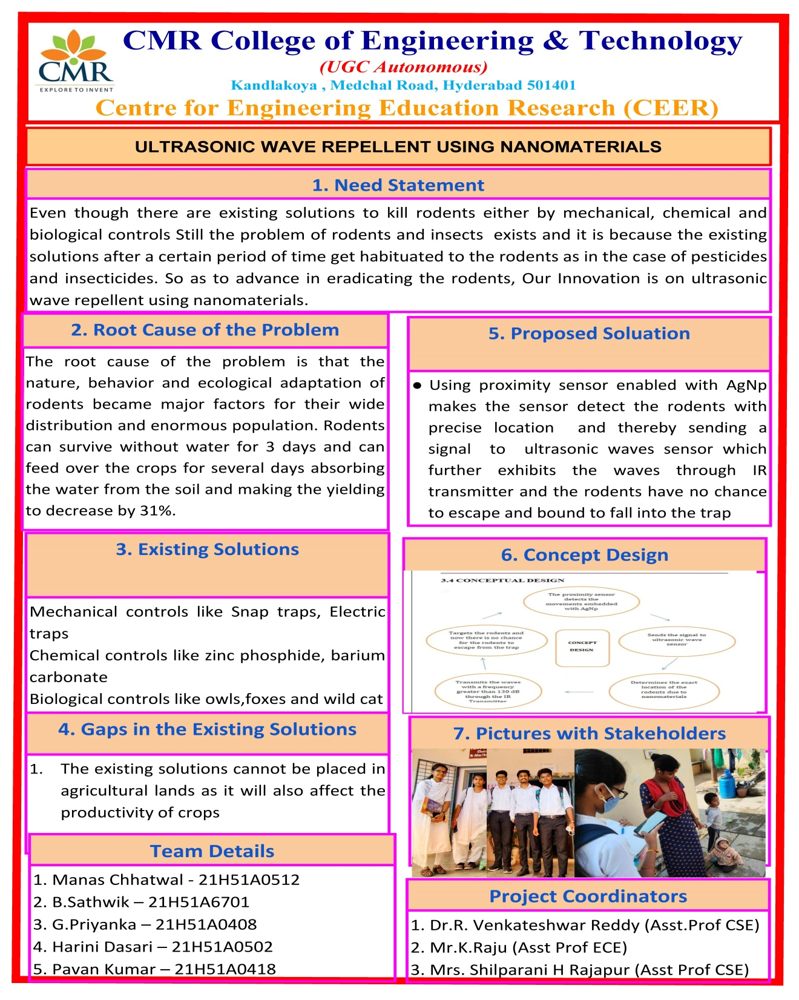 CMR
EXPLORE TO INVENT
CMR College of Engineering & Technology
(UGC Autonomous)
Kandlakoya , Medchal Road, Hyderabad 501401
Centre for Engineering Education Research (CEER)
ULTRASONIC WAVE REPELLENT USING NANOMATERIALS
1. Need Statement
Even though there are existing solutions to kill rodents either by mechanical, chemical and
biological controls Still the problem of rodents and insects exists and it is because the existing
solutions after a certain period of time get habituated to the rodents as in the case of pesticides
and insecticides. So as to advance in eradicating the rodents, Our Innovation is on ultrasonic
wave repellent using nanomaterials.
2. Root Cause of the Problem
The root cause of the problem is that the
nature, behavior and ecological adaptation of
rodents became major factors for their wide
distribution and enormous population. Rodents
can survive without water for 3 days and can
feed over the crops for several days absorbing
the water from the soil and making the yielding
to decrease by 31%.
3. Existing Solutions
Mechanical controls like Snap traps, Electric
traps
Chemical controls like zinc phosphide, barium
carbonate
Biological controls like owls,foxes and wild cat
4. Gaps in the Existing Solutions
1. The existing solutions cannot be placed in
agricultural lands as it will also affect the
productivity of crops
Team Details
1. Manas Chhatwal - 21H51A0512
2. B.Sathwik – 21H51A6701
3. G.Priyanka – 21H51A0408
4. Harini Dasari – 21H51A0502
5. Pavan Kumar – 21H51A0418
5. Proposed Soluation
● Using proximity sensor enabled with AgNp
makes the sensor detect the rodents with
precise location and thereby sending a
signal to ultrasonic waves sensor which
further exhibits the waves through IR
transmitter and the rodents have no chance
to escape and bound to fall into the trap
6. Concept Design
3.4 CONCEPTUAL DESIGN
The proximity sensor
detects the
movements embedded
with AgNp
Sends the signal to
ultrasonic wave
sensor
Determines the exact
location of the
rodents due to
nanomaterials
Transmits the waves
with a frequency
greater than 130 dB
through the IR
Transmitter
Targets the rodents and
now there is no chance
for the rodents to
escape from the trap
CONCEPT
DESIGN
7. Pictures with Stakeholders
Project Coordinators
1. Dr.R. Venkateshwar Reddy (Asst.Prof CSE)
2. Mr.K.Raju (Asst Prof ECE)
3. Mrs. Shilparani H Rajapur (Asst Prof CSE)